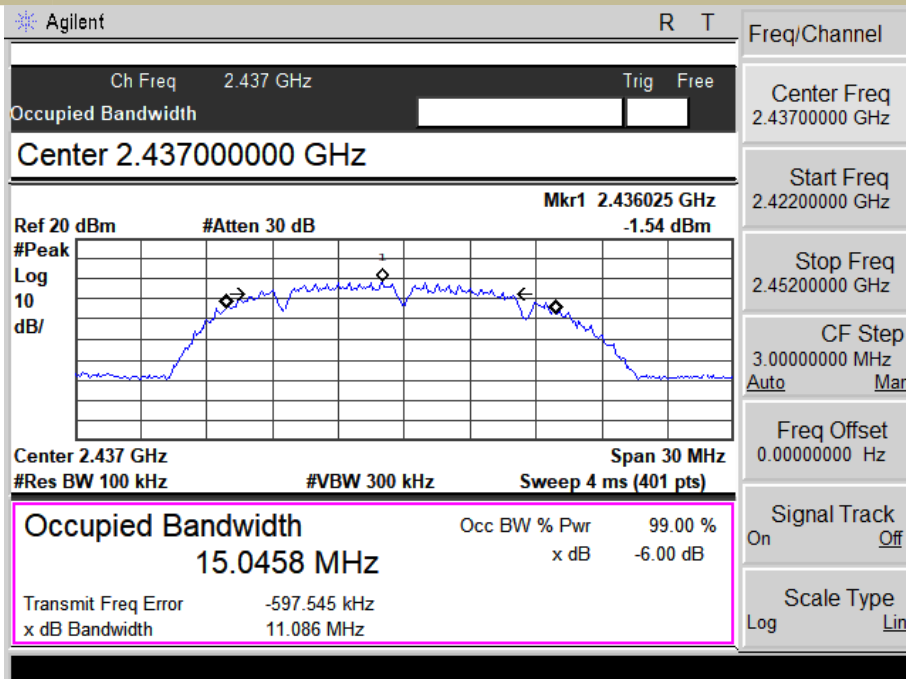 Agilent R T
Ch Freq 2.437 GHz Trig Free
Occupied Bandwidth
Center 2.437000000 GHz
Mkr1 2.436025 GHz
Ref 20 dBm #Atten 30 dB -1.54 dBm
#Peak
Log
10
dB/
1
Center 2.437 GHz Span 30 MHz
#Res BW 100 kHz #VBW 300 kHz Sweep 4 ms (401 pts)
Occupied Bandwidth Occ BW % Pwr 99.00 %
15.0458 MHz x dB -6.00 dB
Transmit Freq Error -597.545 kHz
x dB Bandwidth 11.086 MHz
Freq/Channel
Center Freq
2.43700000 GHz
Start Freq
2.42200000 GHz
Stop Freq
2.45200000 GHz
CF Step
3.00000000 MHz
Auto Man
Freq Offset
0.00000000 Hz
Signal Track
On Off
Scale Type
Log Lin